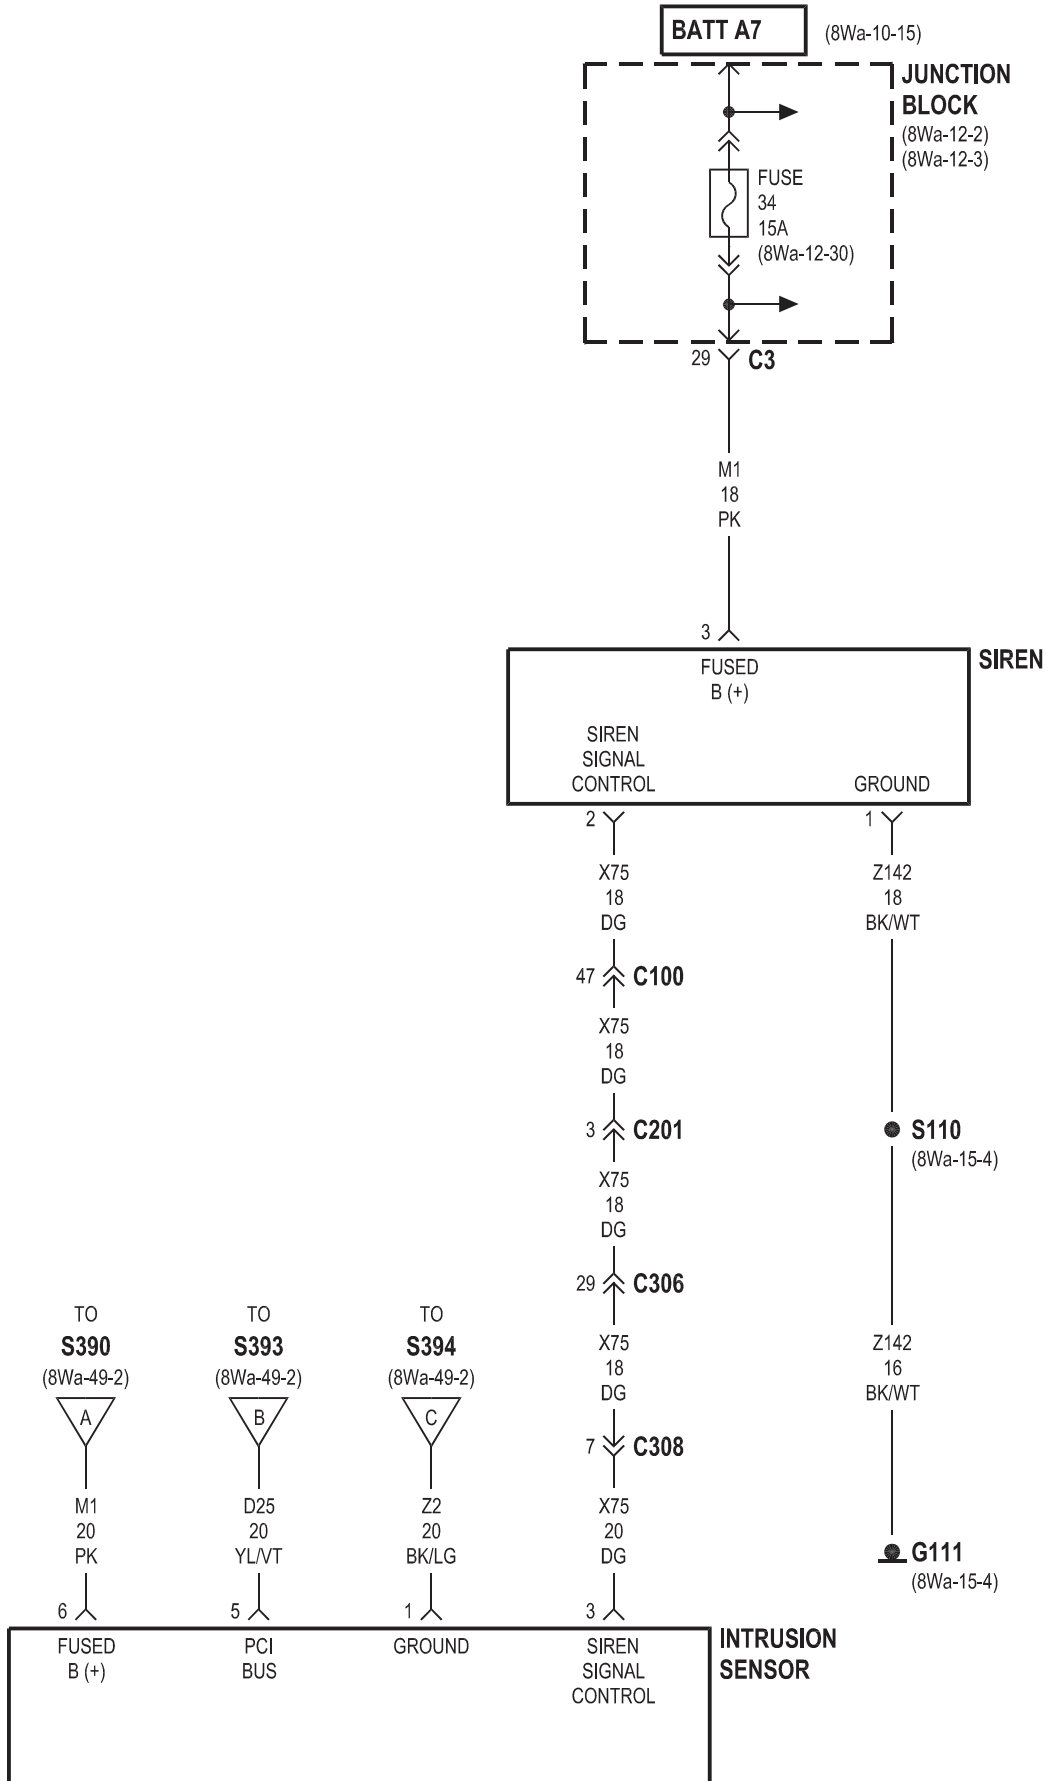 BATT A7
(8Wa-10-15)
JUNCTION
BLOCK
(8Wa-12-2)
(8Wa-12-3)
FUSE
34
15A
(8Wa-12-30)
29
C3
M1
18
PK
3
SIREN
FUSED
B (+)
SIREN
SIGNAL
CONTROL
GROUND
2
1
X75
18
DG
Z142
18
BK/WT
47
C100
X75
18
DG
3
C201
S110
(8Wa-15-4)
X75
18
DG
29
C306
TO
S390
(8Wa-49-2)
A
TO
S393
(8Wa-49-2)
B
TO
S394
(8Wa-49-2)
C
X75
18
DG
Z142
16
BK/WT
7
C308
M1
20
PK
D25
20
YL/VT
Z2
20
BK/LG
X75
20
DG
G111
(8Wa-15-4)
6
5
1
3
FUSED
B (+)
PCI
BUS
GROUND
SIREN
SIGNAL
CONTROL
INTRUSION
SENSOR